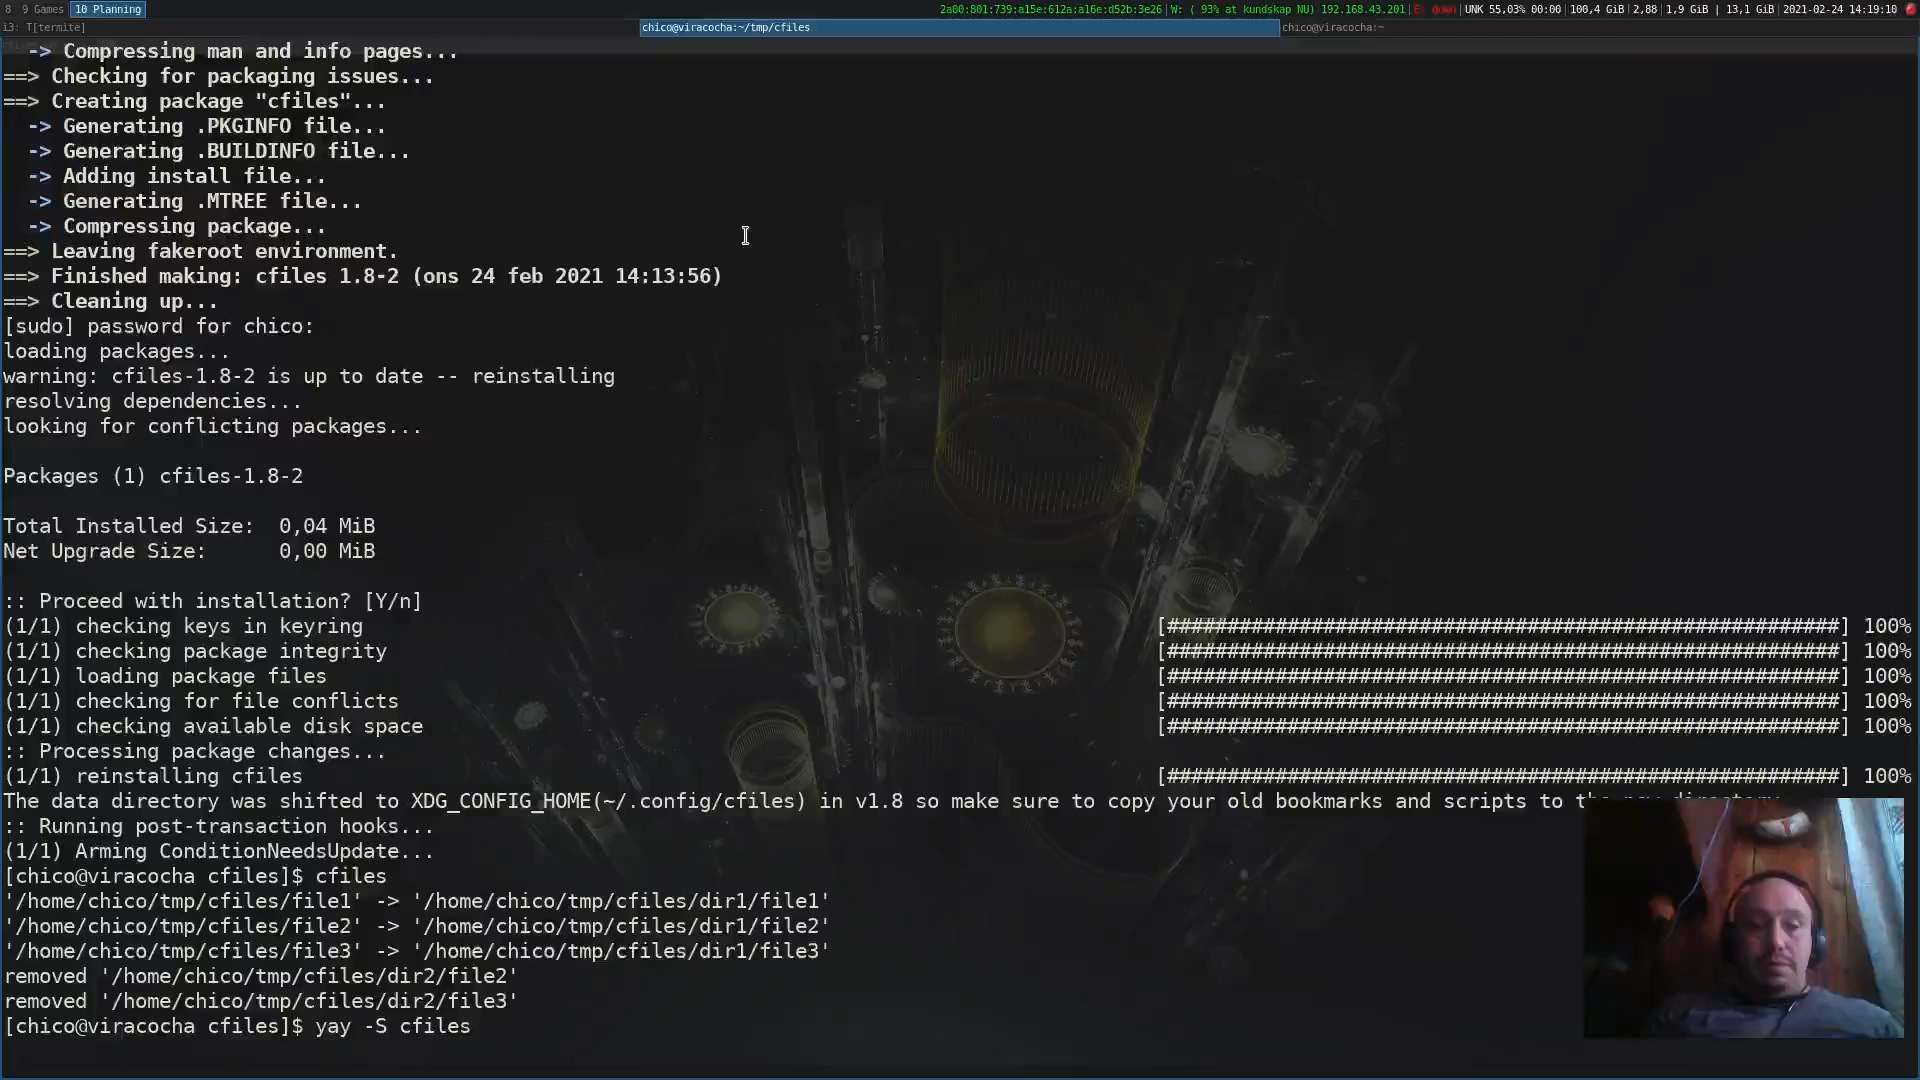 8 9 Games 10 Planning 2a00:801:739:a15e:612a:a16e:d52b:3e26|W: ( 93% at kundskap NU) 192.168.43.201|E: down|UNK 55,03% 00:00|100,4 GiB|2,88|1,9 GiB | 13,1 GiB|2021-02-24 14:19:10
i3: T[termite] chico@viracocha:~/tmp/cfiles chico@viracocha:~
-> Compressing man and info pages...
==> Checking for packaging issues...
==> Creating package "cfiles"...
-> Generating .PKGINFO file...
-> Generating .BUILDINFO file...
-> Adding install file...
-> Generating .MTREE file...
-> Compressing package...
==> Leaving fakeroot environment.
==> Finished making: cfiles 1.8-2 (ons 24 feb 2021 14:13:56)
==> Cleaning up...
[sudo] password for chico:
loading packages...
warning: cfiles-1.8-2 is up to date -- reinstalling
resolving dependencies...
looking for conflicting packages...
Packages (1) cfiles-1.8-2
Total Installed Size:  0,04 MiB
Net Upgrade Size:      0,00 MiB
:: Proceed with installation? [Y/n]
(1/1) checking keys in keyring [########################################################] 100%
(1/1) checking package integrity [########################################################] 100%
(1/1) loading package files [########################################################] 100%
(1/1) checking for file conflicts [########################################################] 100%
(1/1) checking available disk space [########################################################] 100%
:: Processing package changes...
(1/1) reinstalling cfiles [########################################################] 100%
The data directory was shifted to XDG_CONFIG_HOME(~/.config/cfiles) in v1.8 so make sure to copy your old bookmarks and scripts to
:: Running post-transaction hooks...
(1/1) Arming ConditionNeedsUpdate...
[chico@viracocha cfiles]$ cfiles
'/home/chico/tmp/cfiles/file1' -> '/home/chico/tmp/cfiles/dir1/file1'
'/home/chico/tmp/cfiles/file2' -> '/home/chico/tmp/cfiles/dir1/file2'
'/home/chico/tmp/cfiles/file3' -> '/home/chico/tmp/cfiles/dir1/file3'
removed '/home/chico/tmp/cfiles/dir2/file2'
removed '/home/chico/tmp/cfiles/dir2/file3'
[chico@viracocha cfiles]$ yay -S cfiles